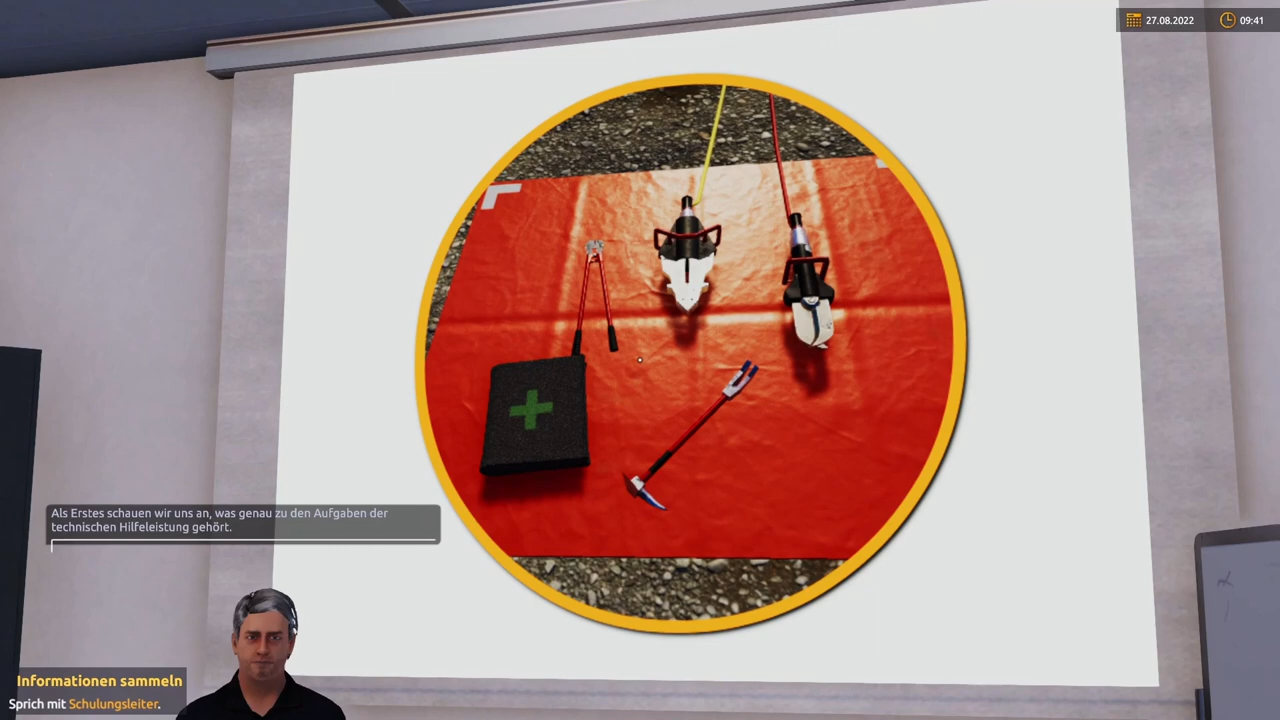 27.08.2022
09:41
Als Erstes schauen wir uns an, was genau zu den Aufgaben der
technischen Hilfeleistung gehört.
Informationen sammeln
Sprich mit Schulungsleiter.